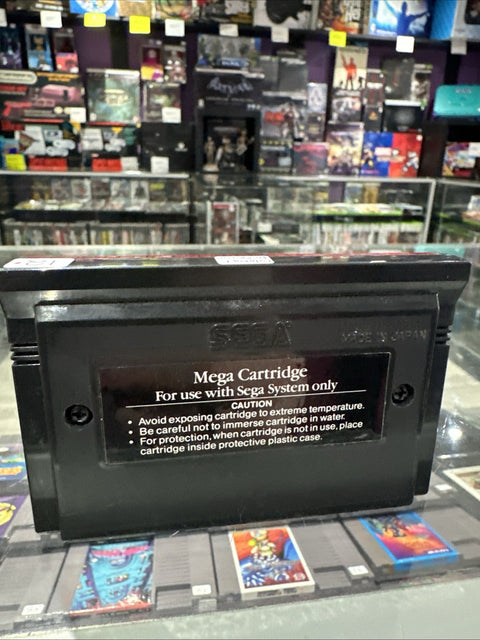 SEGA
MADE IN JAPAN
Mega Cartridge
For use with Sega System only
CAUTION
• Avoid exposing cartridge to extreme temperature.
• Be careful not to immerse cartridge in water.
• For protection, when cartridge is not in use, place
cartridge inside protective plastic case.